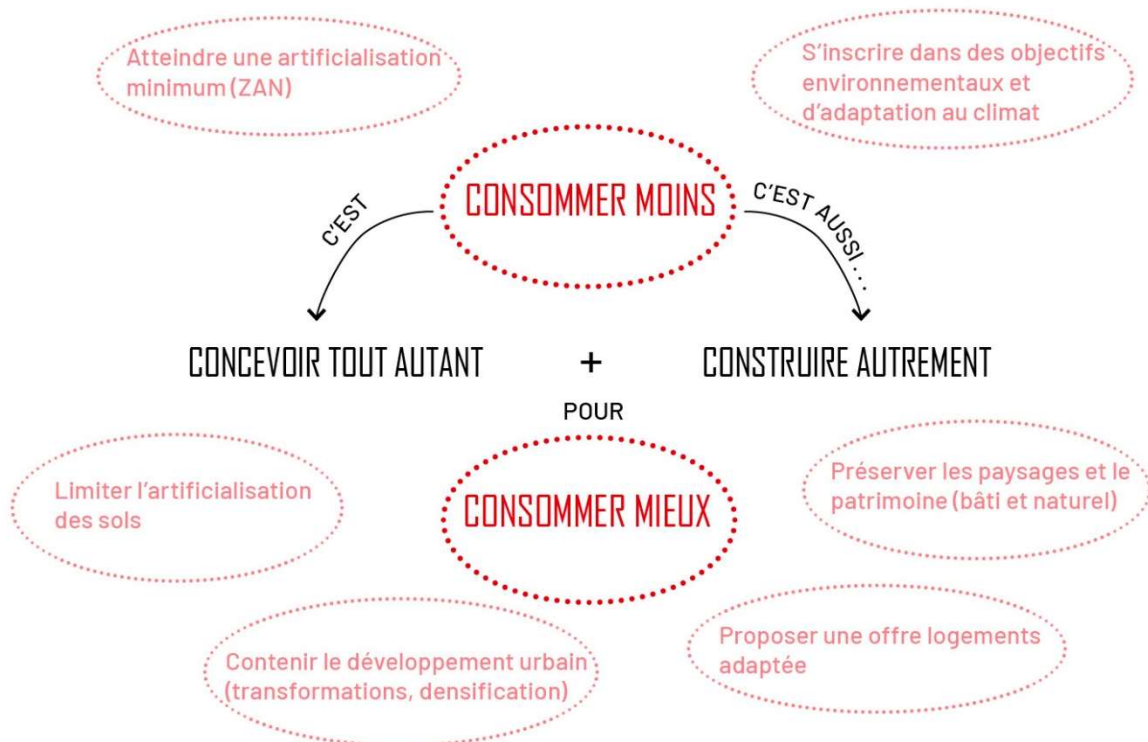 Atteindre une artificialisation
minimum (ZAN)
S’inscrire dans des objectifs
environnementaux et
d’adaptation au climat
CONSOMMER MOINS
C’EST
C’EST AUSSI...
CONCEVOIR TOUT AUTANT
+
CONSTRUIRE AUTREMENT
POUR
CONSOMMER MIEUX
Limiter l’artificialisation
des sols
Préserver les paysages et le
patrimoine (bâti et naturel)
Contenir le développement urbain
(transformations, densification)
Proposer une offre logements
adaptée